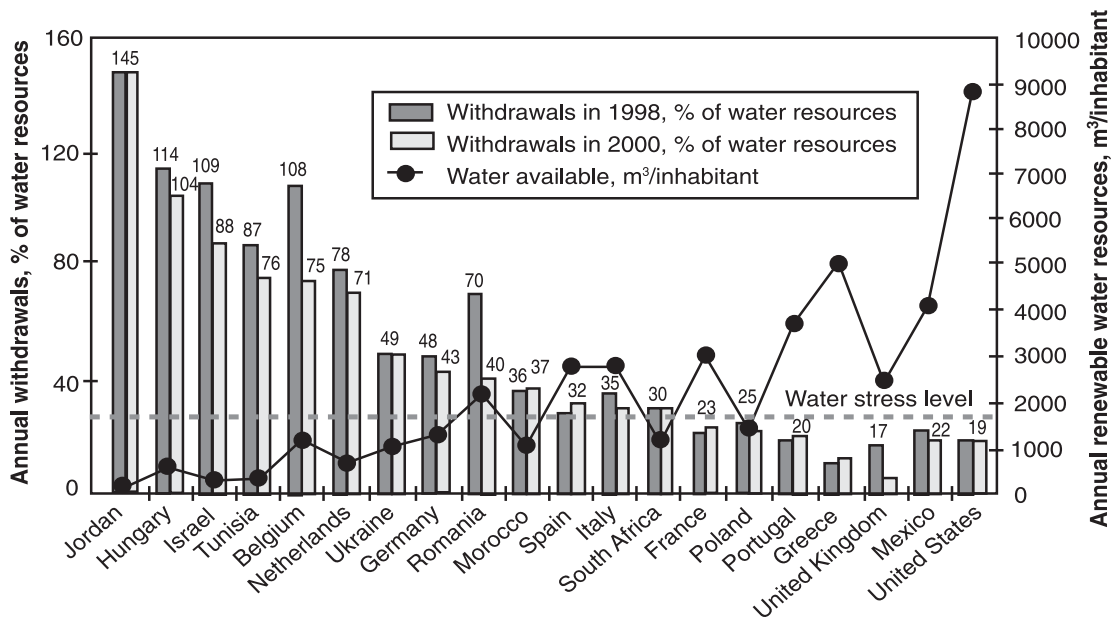 Annual withdrawals, % of water resources
160
120
80
40
0
10000
9000
8000
7000
6000
5000
4000
3000
2000
1000
0
Annual renewable water resources, m³/inhabitant
Withdrawals in 1998, % of water resources
Withdrawals in 2000, % of water resources
Water available, m³/inhabitant
Water stress level
145
114
104
109
88
87
76
108
75
78
71
49
48
43
70
40
36
37
32
35
30
23
25
20
17
22
19
Jordan
Hungary
Israel
Tunisia
Belgium
Netherlands
Ukraine
Germany
Romania
Morocco
Spain
Italy
South Africa
France
Poland
Portugal
Greece
United Kingdom
Mexico
United States